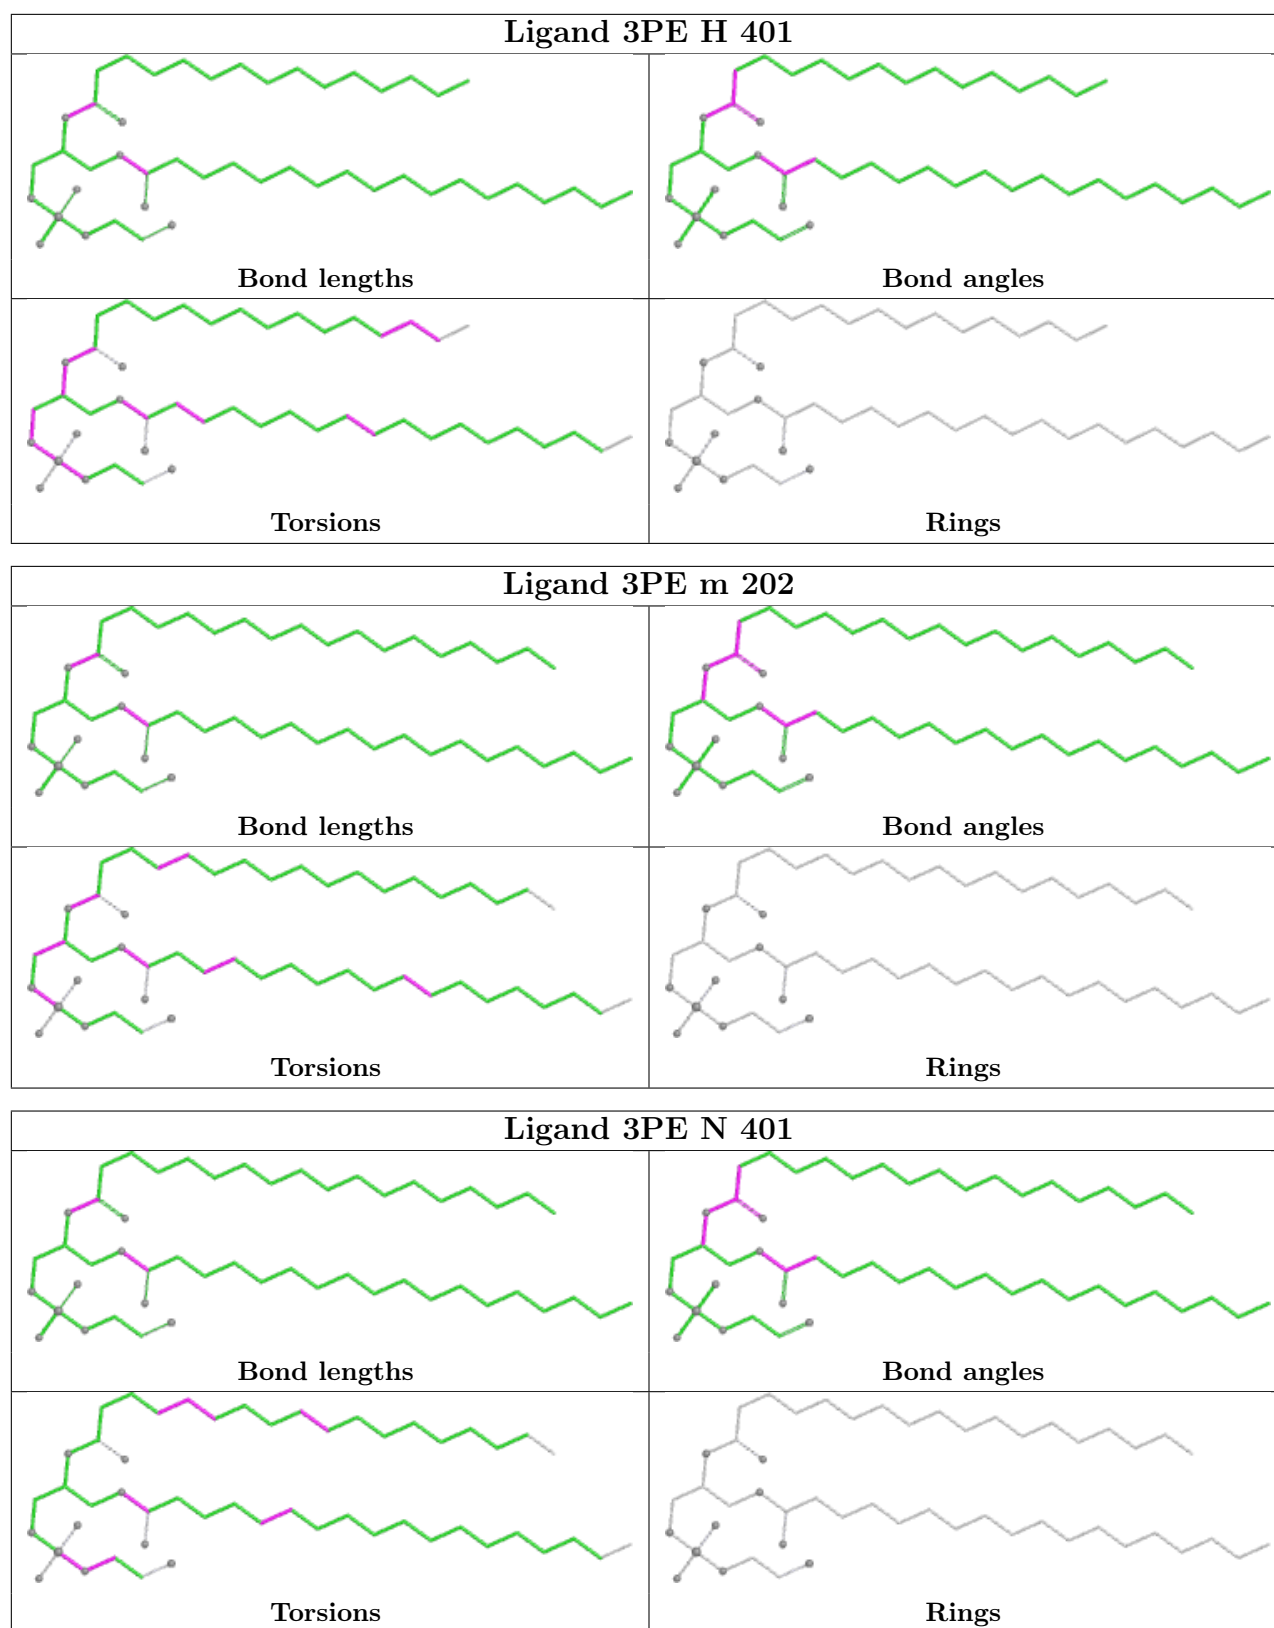 Ligand 3PE H 401
Bond lengths
Bond angles
Torsions
Rings
Ligand 3PE m 202
Bond lengths
Bond angles
Torsions
Rings
Ligand 3PE N 401
Bond lengths
Bond angles
Torsions
Rings